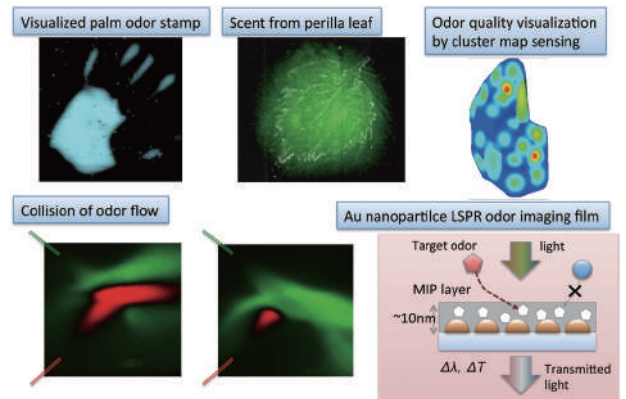 Visualized palm odor stamp
Scent from perilla leaf
Odor quality visualization
by cluster map sensing
Collision of odor flow
Au nanopartilce LSPR odor imaging film
Target odor
light
MIP layer
~10nm
Δλ, ΔT
Transmitted
light